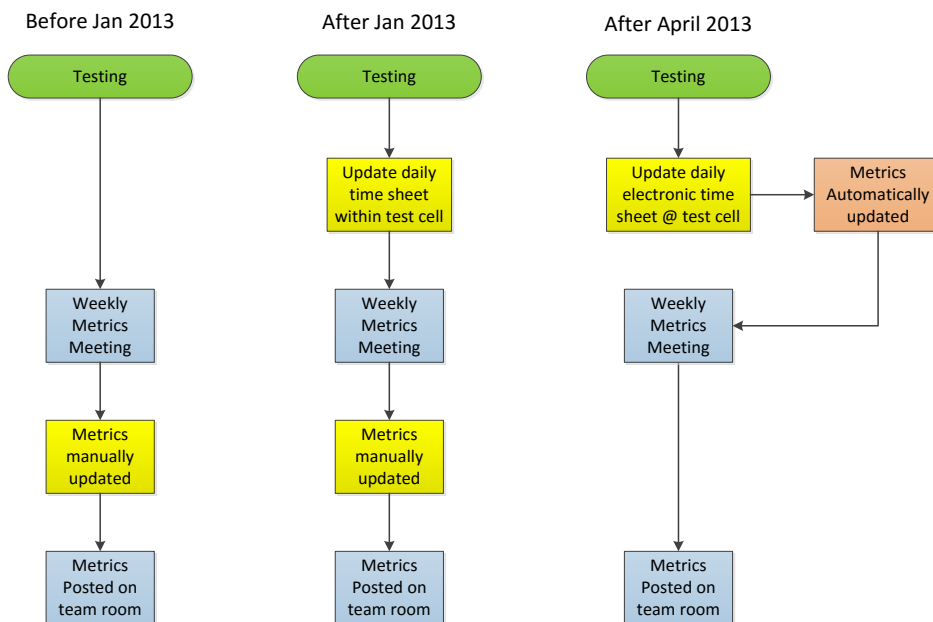 Before Jan 2013
Testing
Weekly
Metrics
Meeting
Metrics
manually
updated
Metrics
Posted on
team room
After Jan 2013
Testing
Update daily
time sheet
within test cell
Weekly
Metrics
Meeting
Metrics
manually
updated
Metrics
Posted on
team room
After April 2013
Testing
Update daily
electronic time
sheet @ test cell
Metrics
Automatically
updated
Weekly
Metrics
Meeting
Metrics
Posted on
team room